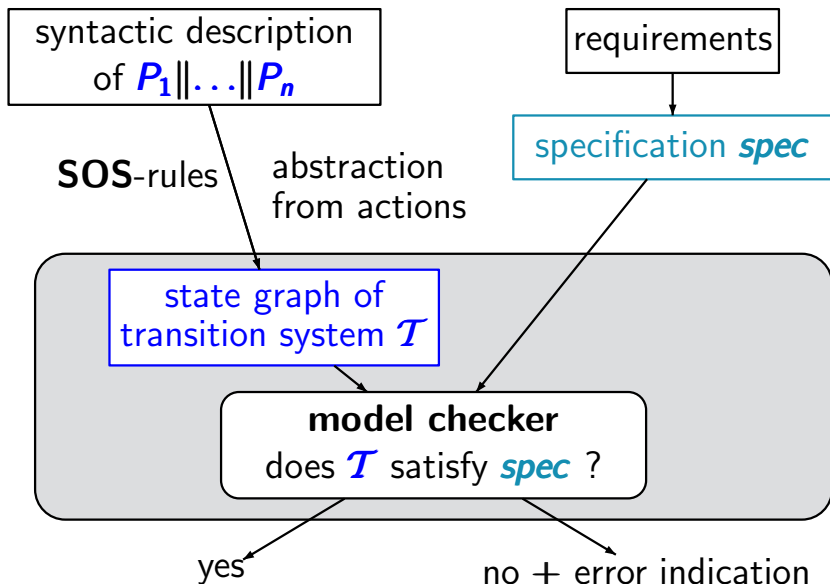 syntactic description
of P₁‖...‖Pₙ
requirements
specification spec
SOS-rules
abstraction
from actions
state graph of
transition system 𝒯
model checker
does 𝒯 satisfy spec ?
yes
no + error indication